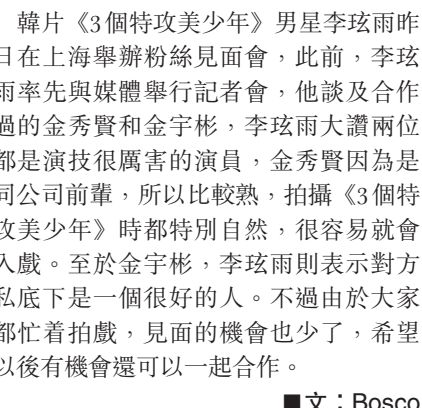 韓片《3個特攻美少年》男星李玹雨昨
日在上海舉辦粉絲見面會，此前，李玹
雨率先與媒體舉行記者會，他談及合作
過的金秀賢和金宇彬，李玹雨大讚兩位
都是演技很厲害的演員，金秀賢因為是
同公司前輩，所以比較熟，拍攝《3個特
攻美少年》時都特別自然，很容易就會
入戲。至於金宇彬，李玹雨則表示對方
私底下是一個很好的人。不過由於大家
都忙着拍戲，見面的機會也少了，希望
以後有機會還可以一起合作。
■文：Bosco